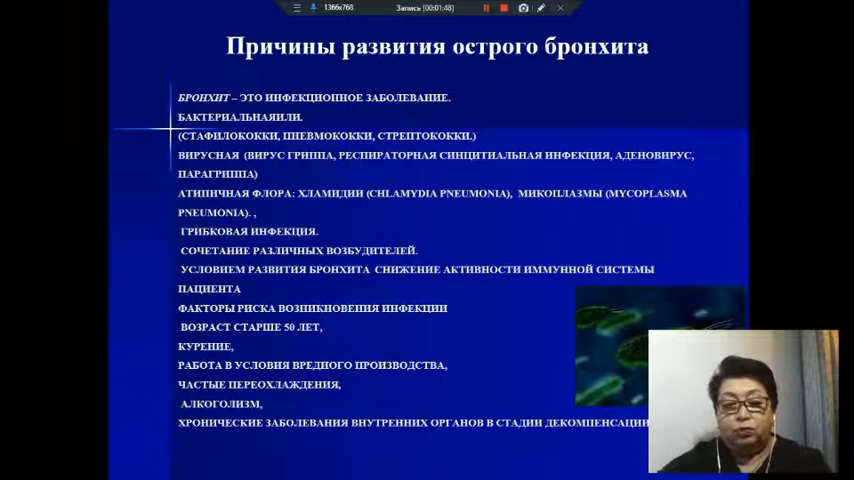 1366x768
Запись [00:01:48]
Причины развития острого бронхита
БРОНХИТ – ЭТО ИНФЕКЦИОННОЕ ЗАБОЛЕВАНИЕ.
БАКТЕРИАЛЬНАЯИЛИ.
(СТАФИЛОКОККИ, ПНЕВМОКОККИ, СТРЕПТОКОККИ.)
ВИРУСНАЯ (ВИРУС ГРИППА, РЕСПИРАТОРНАЯ СИНЦИТИАЛЬНАЯ ИНФЕКЦИЯ, АДЕНОВИРУС,
ПАРАГРИППА)
АТИПИЧНАЯ ФЛОРА: ХЛАМИДИИ (CHLAMYDIA PNEUMONIA), МИКОПЛАЗМЫ (MYCOPLASMA
PNEUMONIA). ,
ГРИБКОВАЯ ИНФЕКЦИЯ.
СОЧЕТАНИЕ РАЗЛИЧНЫХ ВОЗБУДИТЕЛЕЙ.
УСЛОВИЕМ РАЗВИТИЯ БРОНХИТА СНИЖЕНИЕ АКТИВНОСТИ ИММУННОЙ СИСТЕМЫ
ПАЦИЕНТА
ФАКТОРЫ РИСКА ВОЗНИКНОВЕНИЯ ИНФЕКЦИИ
ВОЗРАСТ СТАРШЕ 50 ЛЕТ,
КУРЕНИЕ,
РАБОТА В УСЛОВИЯ ВРЕДНОГО ПРОИЗВОДСТВА,
ЧАСТЫЕ ПЕРЕОХЛАЖДЕНИЯ,
АЛКОГОЛИЗМ,
ХРОНИЧЕСКИЕ ЗАБОЛЕВАНИЯ ВНУТРЕННИХ ОРГАНОВ В СТАДИИ ДЕКОМПЕНСАЦИИ